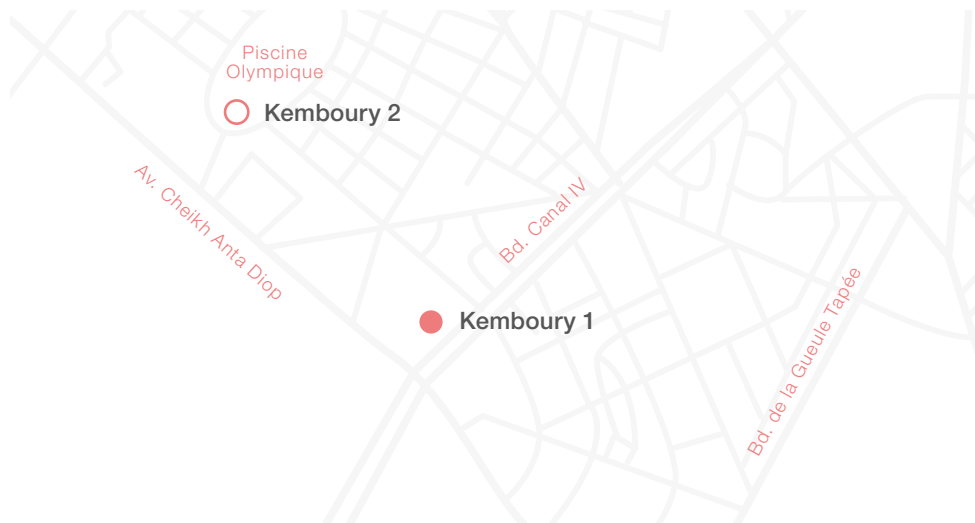 Piscine
Olympique
Kemboury 2
Av. Cheikh Anta Diop
Bd. Canal IV
Kemboury 1
Bd. de la Gueule Tapée